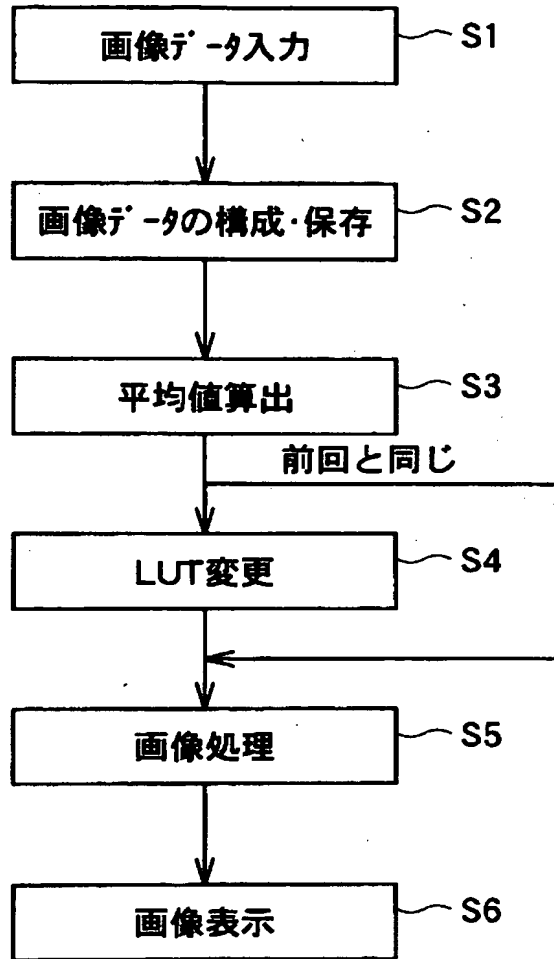 画像ﾃﾞｰﾀ入力 S1
画像ﾃﾞｰﾀの構成･保存 S2
平均値算出 S3
前回と同じ
LUT変更 S4
画像処理 S5
画像表示 S6